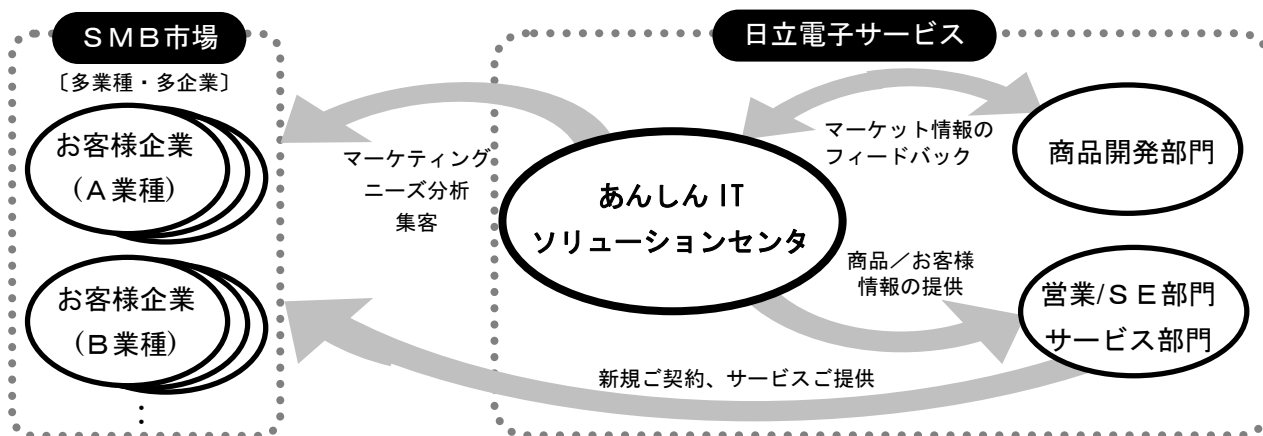 SMB市場
〔多業種・多企業〕
お客様企業
(A業種)
お客様企業
(B業種)
:
マーケティング
ニーズ分析
集客
日立電子サービス
あんしん IT
ソリューションセンタ
マーケット情報の
フィードバック
商品開発部門
商品/お客様
情報の提供
営業/SE部門
サービス部門
新規ご契約、サービスご提供